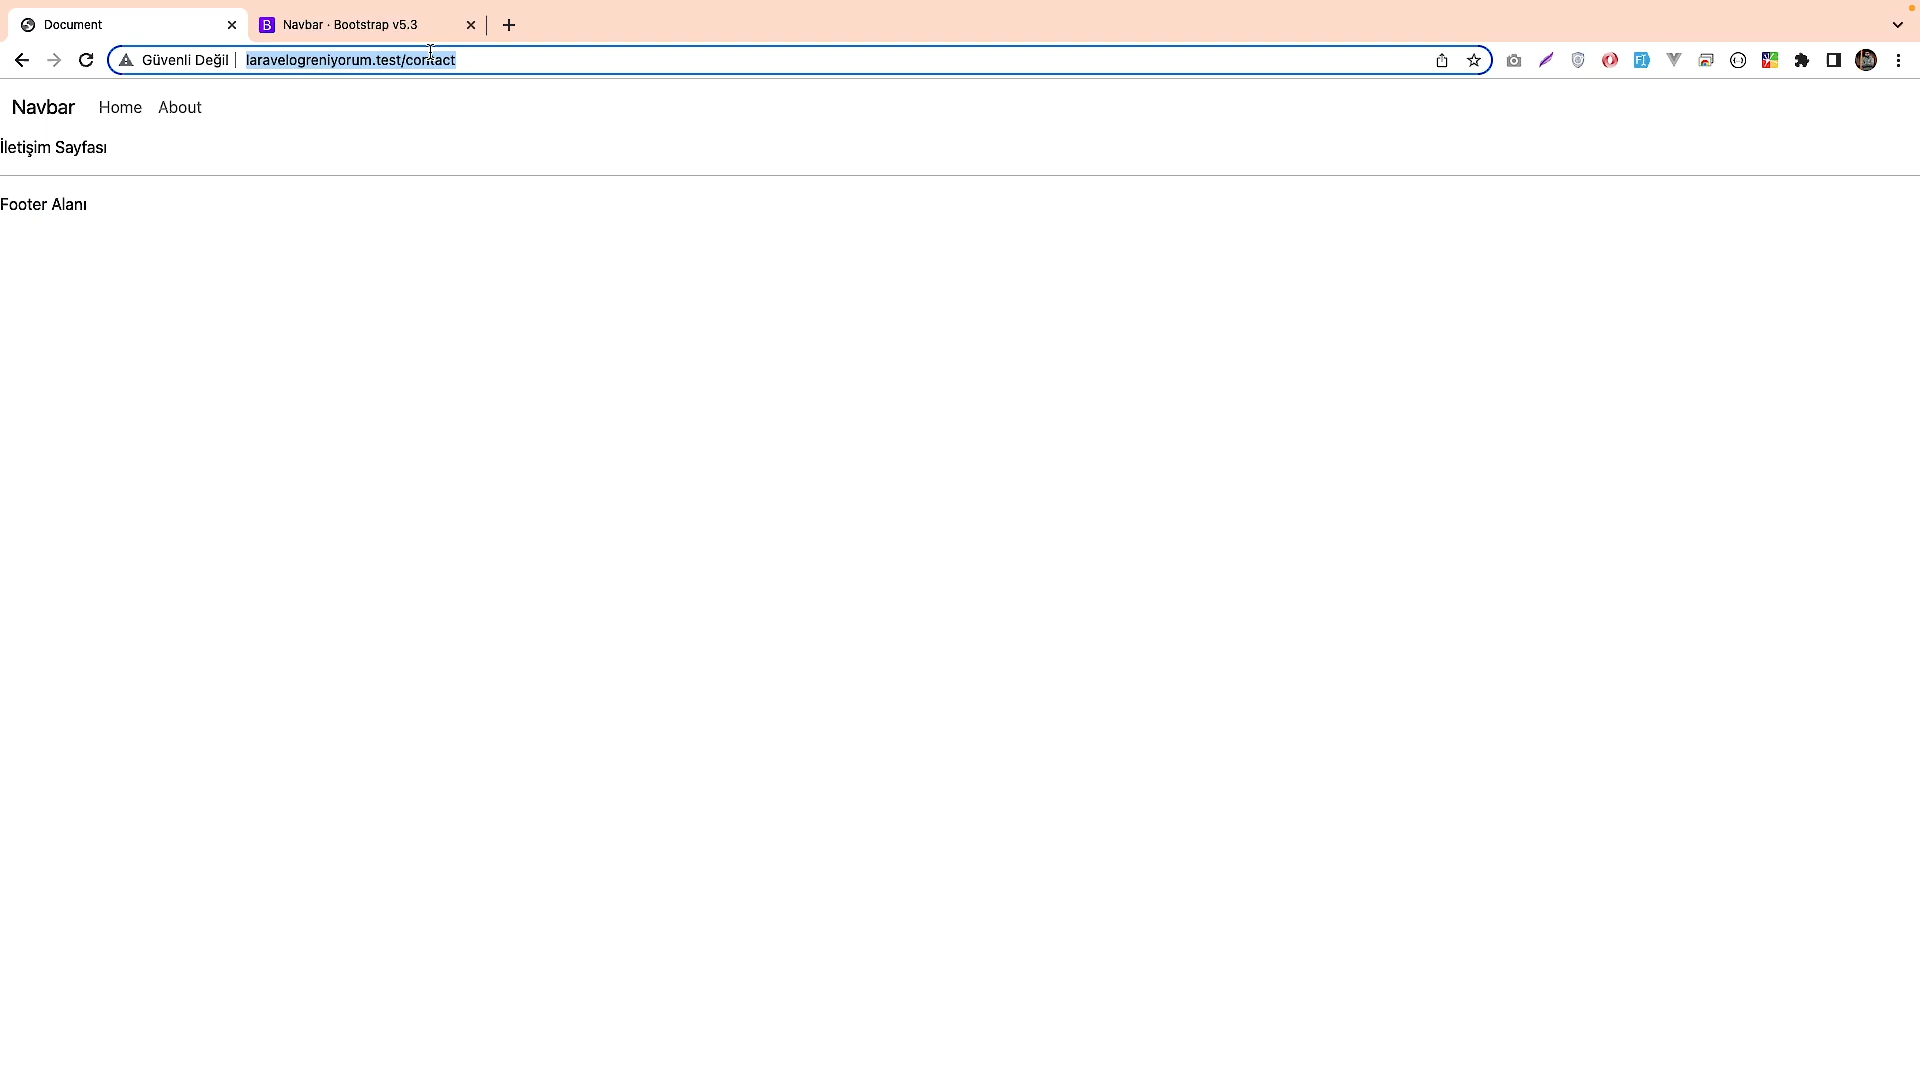 Document
Navbar · Bootstrap v5.3
Güvenli Değil
laravelogreniyorum.test/contact
Navbar Home About
İletişim Sayfası
Footer Alanı